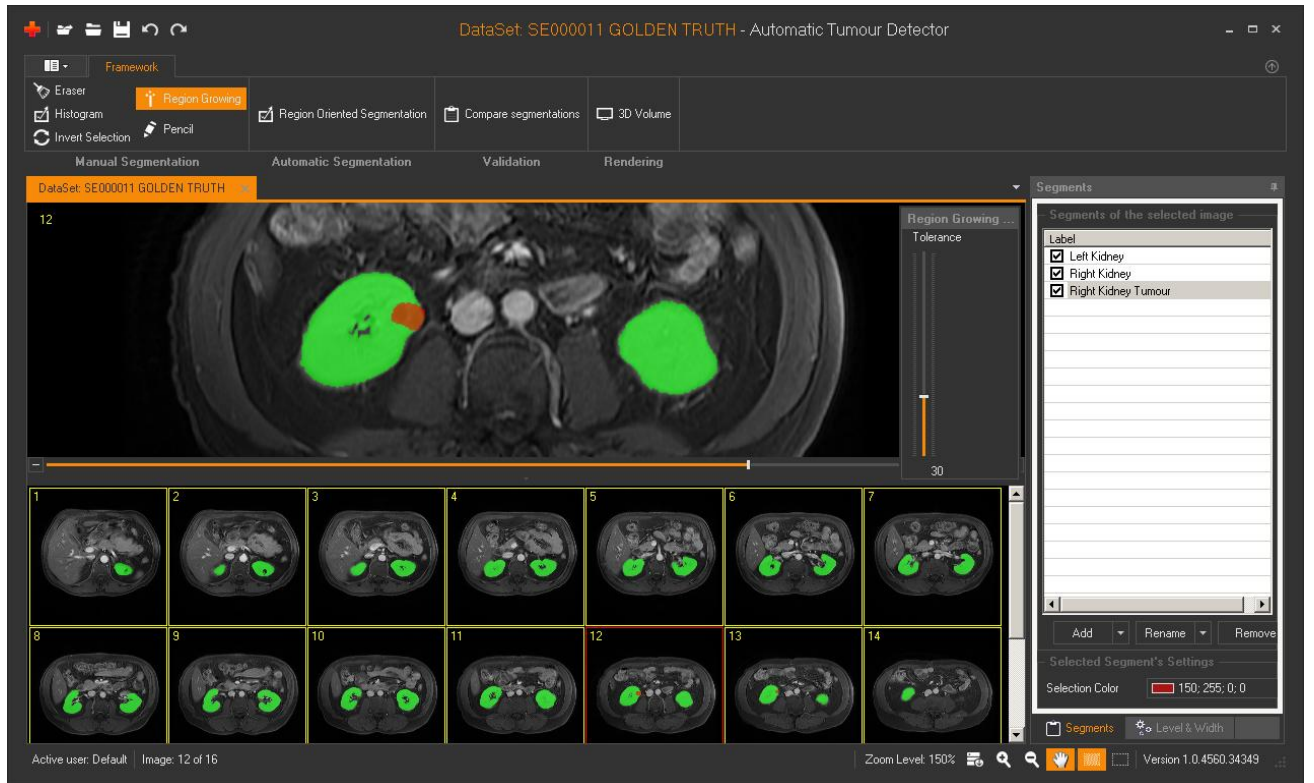 DataSet: SE000011 GOLDEN TRUTH - Automatic Tumour Detector
Framework
Eraser
Region Growing
Histogram
Pencil
Invert Selection
Region Oriented Segmentation
Compare segmentations
3D Volume
Manual Segmentation
Automatic Segmentation
Validation
Rendering
DataSet: SE000011 GOLDEN TRUTH
Segments
12
Region Growing ...
Tolerance
30
Segments of the selected image
Label
Left Kidney
Right Kidney
Right Kidney Tumour
1 2 3 4 5 6 7
8 9 10 11 12 13 14
Add
Rename
Remove
Selected Segment's Settings
Selection Color
150; 255; 0; 0
Segments
Level & Width
Active user: Default
Image: 12 of 16
Zoom Level: 150%
Version 1.0.4560.34349